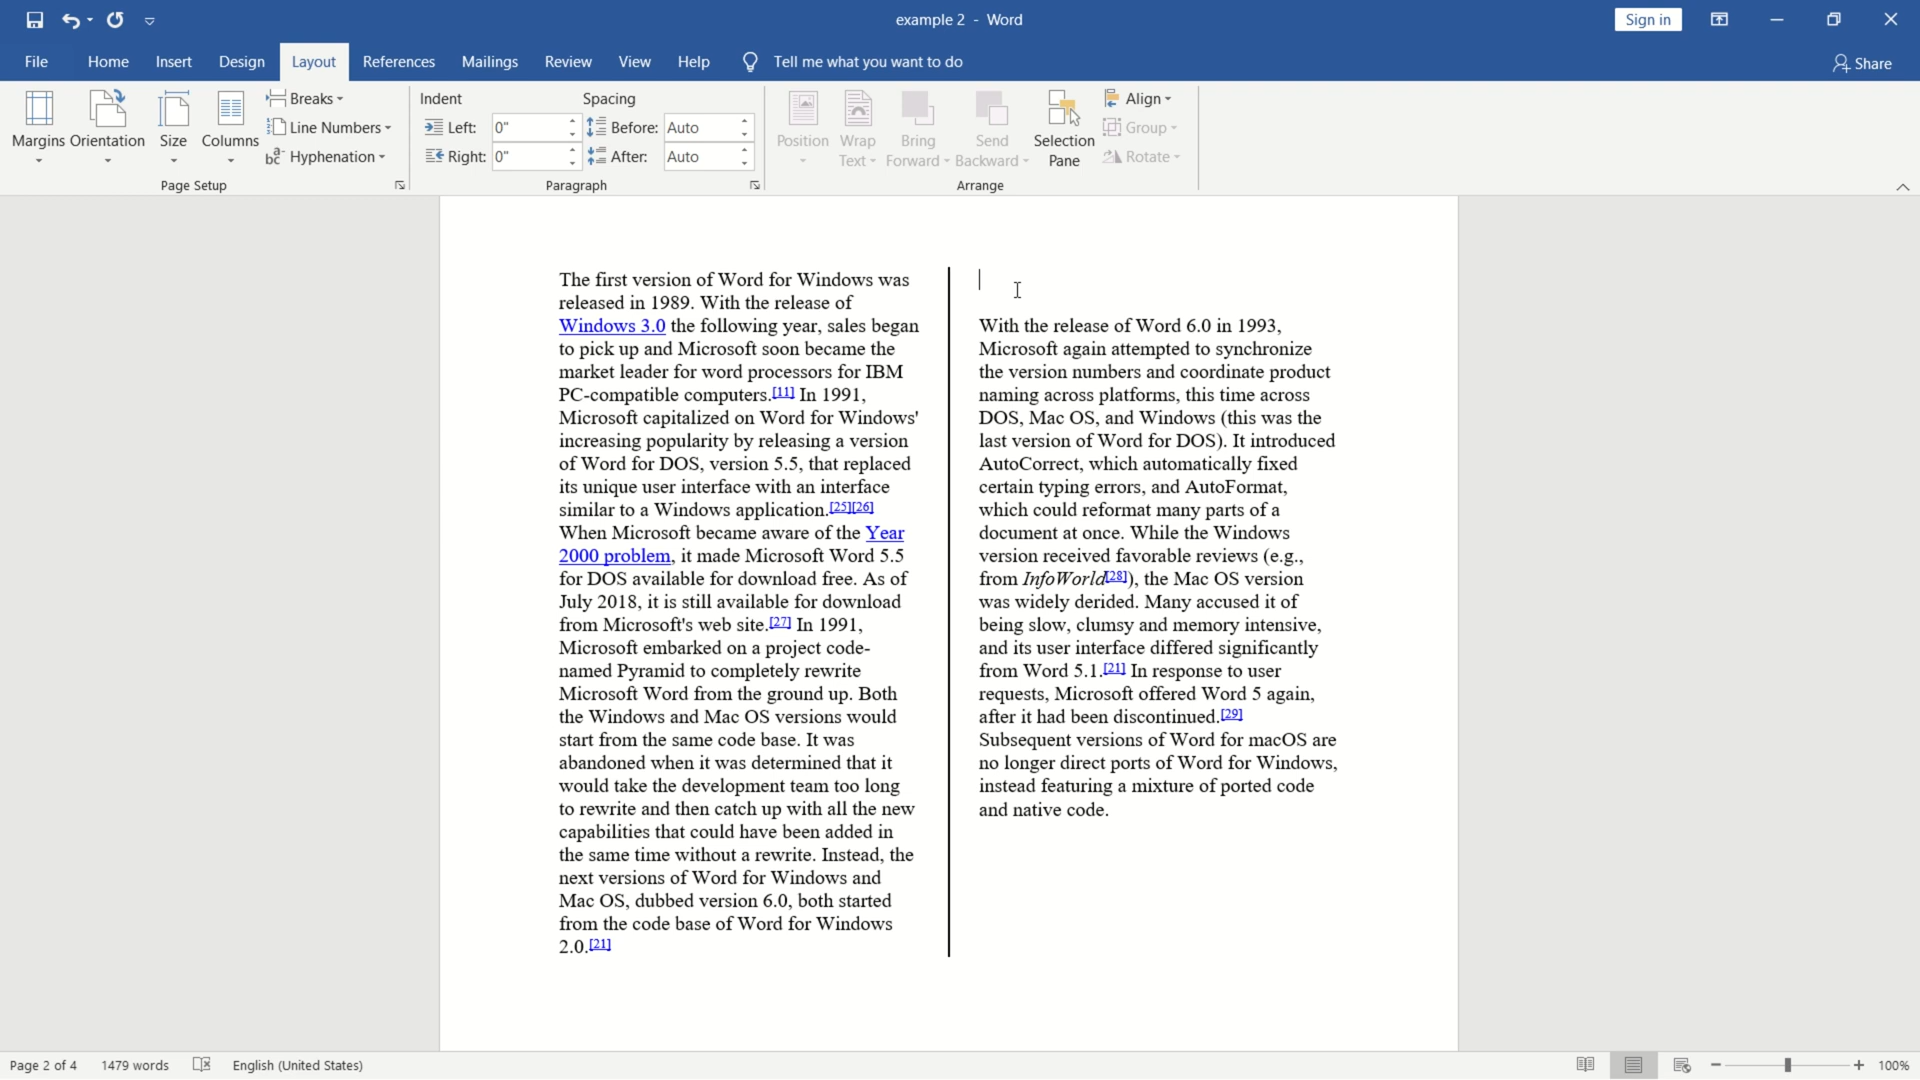 example 2 - Word
Sign in
File Home Insert Design Layout References Mailings Review View Help Tell me what you want to do
Share
Margins
Orientation
Size
Columns
Breaks
Line Numbers
Hyphenation
Page Setup
Indent
Left: 0"
Right: 0"
Spacing
Before: Auto
After: Auto
Paragraph
Position
Wrap
Text
Bring
Forward
Send
Backward
Selection
Pane
Align
Group
Rotate
Arrange
The first version of Word for Windows was
released in 1989. With the release of
Windows 3.0 the following year, sales began
to pick up and Microsoft soon became the
market leader for word processors for IBM
PC-compatible computers.[11] In 1991,
Microsoft capitalized on Word for Windows'
increasing popularity by releasing a version
of Word for DOS, version 5.5, that replaced
its unique user interface with an interface
similar to a Windows application.[25][26]
When Microsoft became aware of the Year
2000 problem, it made Microsoft Word 5.5
for DOS available for download free. As of
July 2018, it is still available for download
from Microsoft's web site.[27] In 1991,
Microsoft embarked on a project code-
named Pyramid to completely rewrite
Microsoft Word from the ground up. Both
the Windows and Mac OS versions would
start from the same code base. It was
abandoned when it was determined that it
would take the development team too long
to rewrite and then catch up with all the new
capabilities that could have been added in
the same time without a rewrite. Instead, the
next versions of Word for Windows and
Mac OS, dubbed version 6.0, both started
from the code base of Word for Windows
2.0.[21]
With the release of Word 6.0 in 1993,
Microsoft again attempted to synchronize
the version numbers and coordinate product
naming across platforms, this time across
DOS, Mac OS, and Windows (this was the
last version of Word for DOS). It introduced
AutoCorrect, which automatically fixed
certain typing errors, and AutoFormat,
which could reformat many parts of a
document at once. While the Windows
version received favorable reviews (e.g.,
from InfoWorld[28]), the Mac OS version
was widely derided. Many accused it of
being slow, clumsy and memory intensive,
and its user interface differed significantly
from Word 5.1.[21] In response to user
requests, Microsoft offered Word 5 again,
after it had been discontinued.[29]
Subsequent versions of Word for macOS are
no longer direct ports of Word for Windows,
instead featuring a mixture of ported code
and native code.
Page 2 of 4 1479 words English (United States)
100%